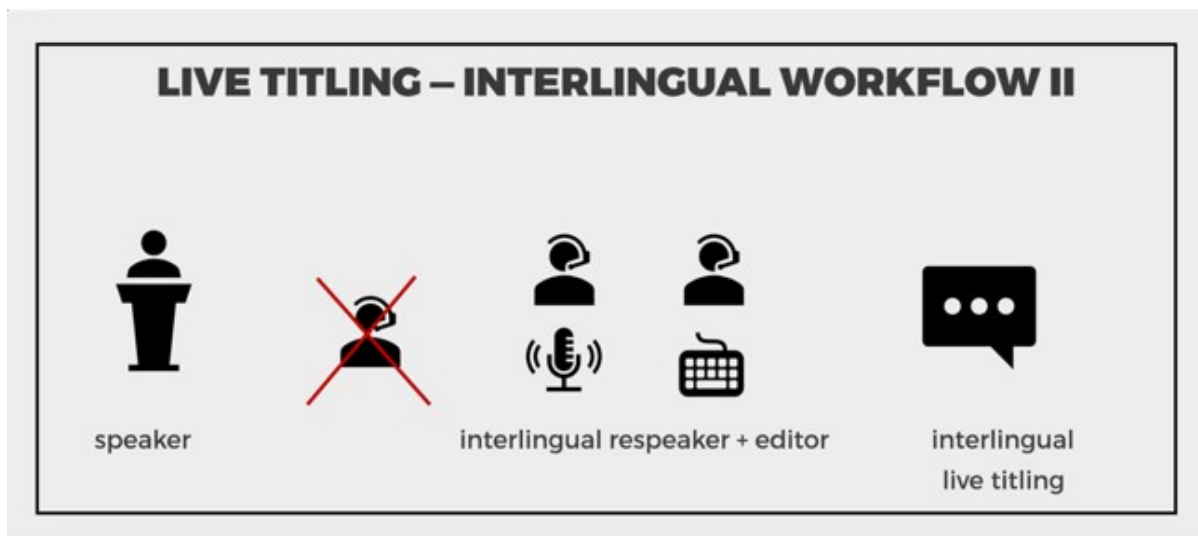 LIVE TITLING – INTERLINGUAL WORKFLOW II
speaker
interlingual respeaker + editor
interlingual
live titling